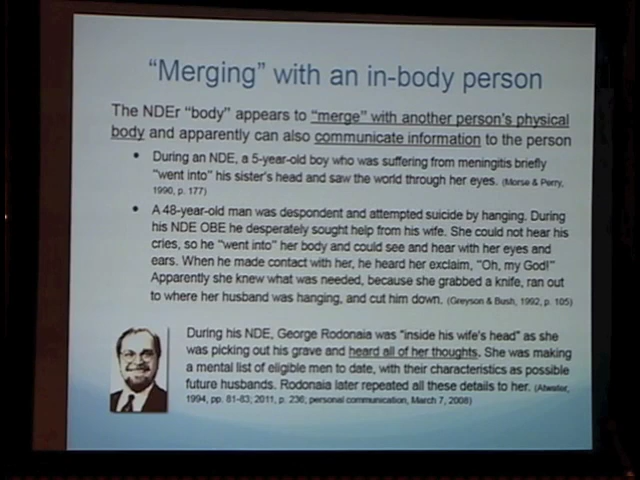 “Merging” with an in-body person
The NDEr “body” appears to “merge” with another person's physical
body and apparently can also communicate information to the person
• During an NDE, a 5-year-old boy who was suffering from meningitis briefly
“went into” his sister's head and saw the world through her eyes. (Morse & Perry,
1990, p. 177)
• A 48-year-old man was despondent and attempted suicide by hanging. During
his NDE OBE he desperately sought help from his wife. She could not hear his
cries, so he “went into” her body and could see and hear with her eyes and
ears. When he made contact with her, he heard her exclaim, “Oh, my God!”
Apparently she knew what was needed, because she grabbed a knife, ran out
to where her husband was hanging, and cut him down. (Greyson & Bush, 1992, p. 105)
During his NDE, George Rodonaia was “inside his wife's head” as she
was picking out his grave and heard all of her thoughts. She was making
a mental list of eligible men to date, with their characteristics as possible
future husbands. Rodonaia later repeated all these details to her. (Atwater,
1994, pp. 81-83; 2011, p. 236; personal communication, March 7, 2008)